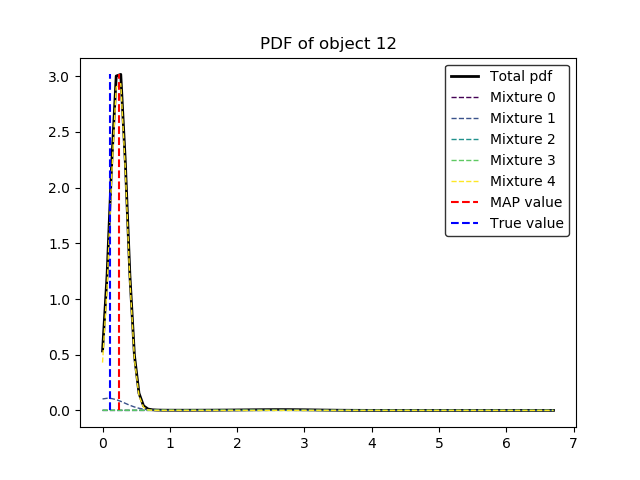 PDF of object 12
Total pdf
Mixture 0
Mixture 1
Mixture 2
Mixture 3
Mixture 4
MAP value
True value
3.0
2.5
2.0
1.5
1.0
0.5
0.0
0 1 2 3 4 5 6 7